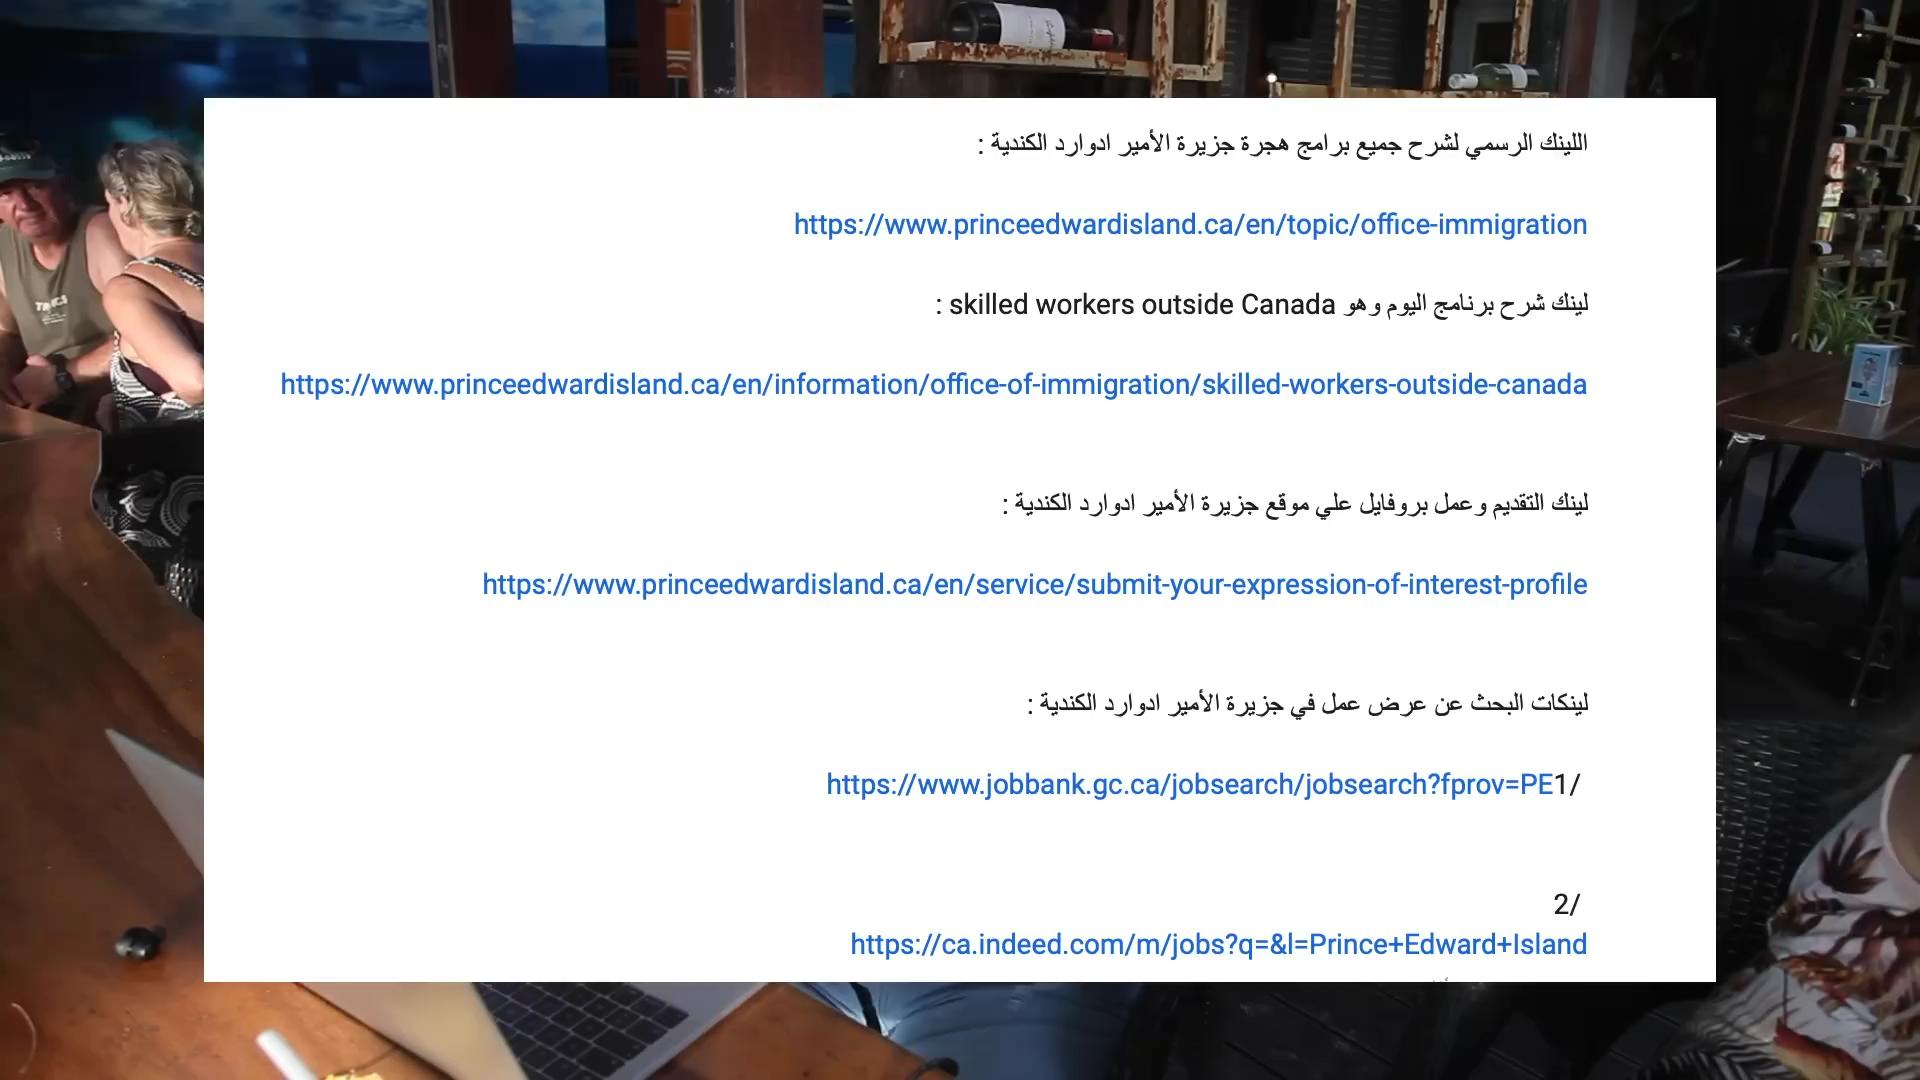 اللينك الرسمي لشرح جميع برامج هجرة جزيرة الأمير ادوارد الكندية :
https://www.princeedwardisland.ca/en/topic/office-immigration
لينك شرح برنامج اليوم وهو skilled workers outside Canada :
https://www.princeedwardisland.ca/en/information/office-of-immigration/skilled-workers-outside-canada
لينك التقديم وعمل بروفايل علي موقع جزيرة الأمير ادوارد الكندية :
https://www.princeedwardisland.ca/en/service/submit-your-expression-of-interest-profile
لينكات البحث عن عرض عمل في جزيرة الأمير ادوارد الكندية :
https://www.jobbank.gc.ca/jobsearch/jobsearch?fprov=PE1/
2/
https://ca.indeed.com/m/jobs?q=&l=Prince+Edward+Island